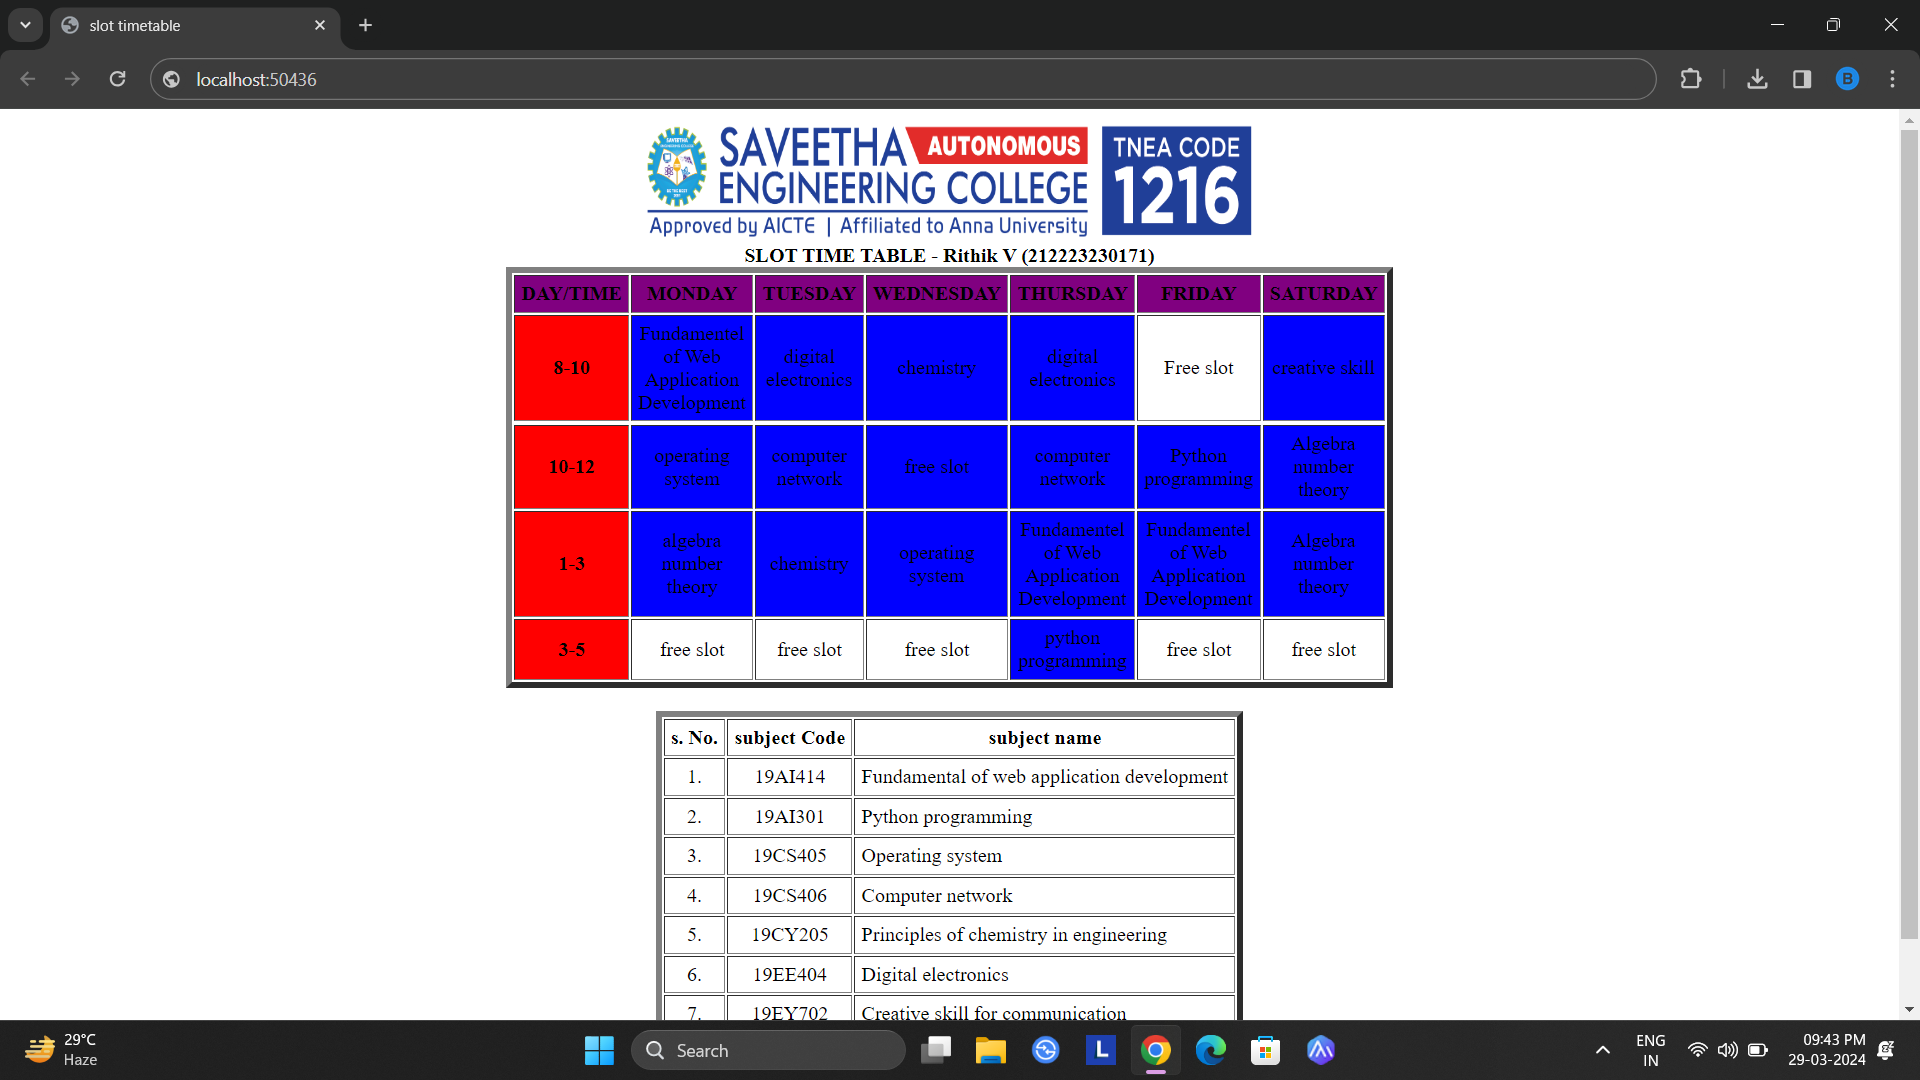 slot timetable
localhost:50436
B
SAVEETHA AUTONOMOUS
ENGINEERING COLLEGE
Approved by AICTE | Affiliated to Anna University
TNEA CODE
1216
SLOT TIME TABLE - Rithik V (212223230171)
DAY/TIME MONDAY TUESDAY WEDNESDAY THURSDAY FRIDAY SATURDAY
8-10
Fundamentel
of Web
Application
Development
digital
electronics
chemistry
digital
electronics
Free slot
creative skill
10-12
operating
system
computer
network
free slot
computer
network
Python
programming
Algebra
number
theory
1-3
algebra
number
theory
chemistry
operating
system
Fundamentel
of Web
Application
Development
Fundamentel
of Web
Application
Development
Algebra
number
theory
3-5
free slot
free slot
free slot
python
programming
free slot
free slot
s. No. subject Code subject name
1. 19AI414 Fundamental of web application development
2. 19AI301 Python programming
3. 19CS405 Operating system
4. 19CS406 Computer network
5. 19CY205 Principles of chemistry in engineering
6. 19EE404 Digital electronics
7. 19EY702 Creative skill for communication
29°C
Haze
Search
L
ENG
IN
09:43 PM
29-03-2024